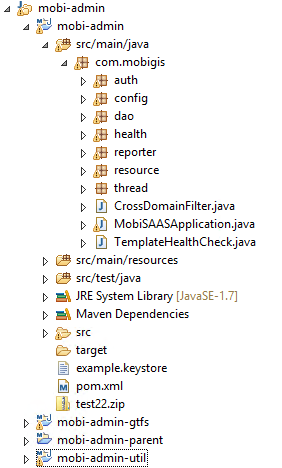 mobi-admin
mobi-admin
src/main/java
com.mobigis
auth
config
dao
health
reporter
resource
thread
CrossDomainFilter.java
MobiSAASApplication.java
TemplateHealthCheck.java
src/main/resources
src/test/java
JRE System Library [JavaSE-1.7]
Maven Dependencies
src
target
example.keystore
pom.xml
test22.zip
mobi-admin-gtfs
mobi-admin-parent
mobi-admin-util